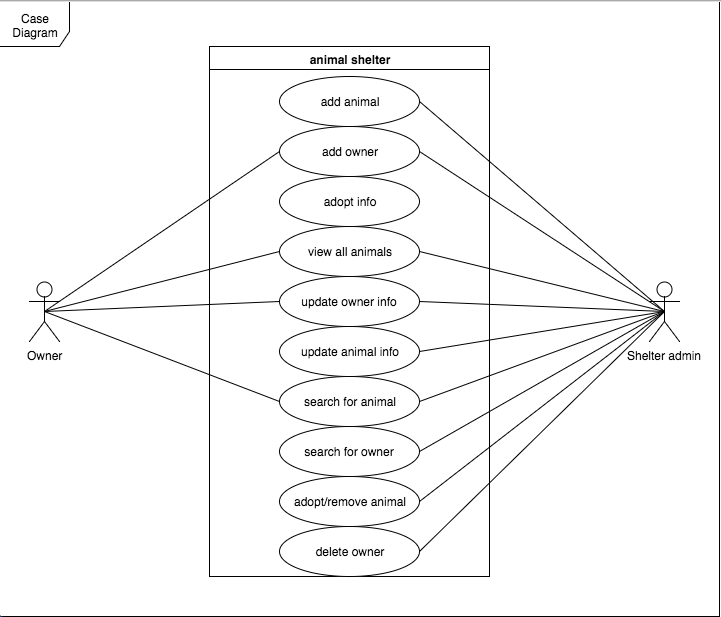 Case
Diagram
animal shelter
add animal
add owner
adopt info
view all animals
update owner info
update animal info
search for animal
search for owner
adopt/remove animal
delete owner
Owner
Shelter admin